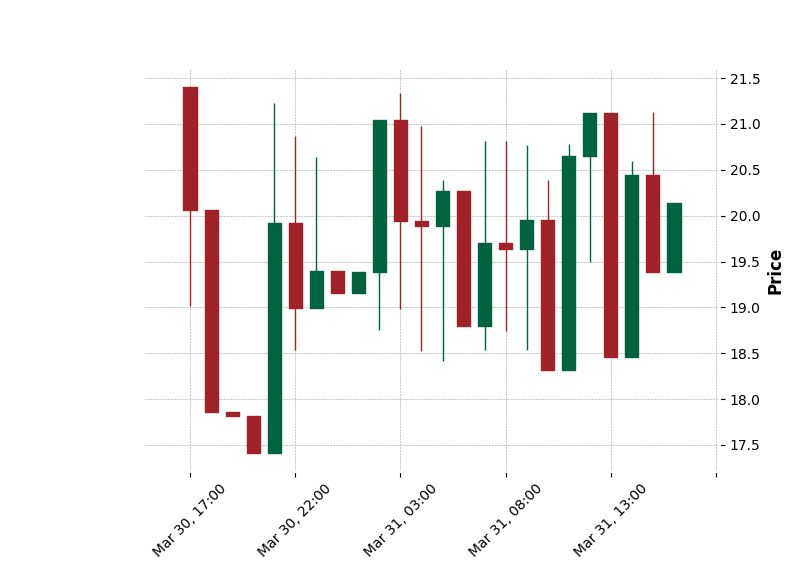 21.5
21.0
20.5
20.0
19.5
19.0
18.5
18.0
17.5
Price
Mar 30, 17:00
Mar 30, 22:00
Mar 31, 03:00
Mar 31, 08:00
Mar 31, 13:00